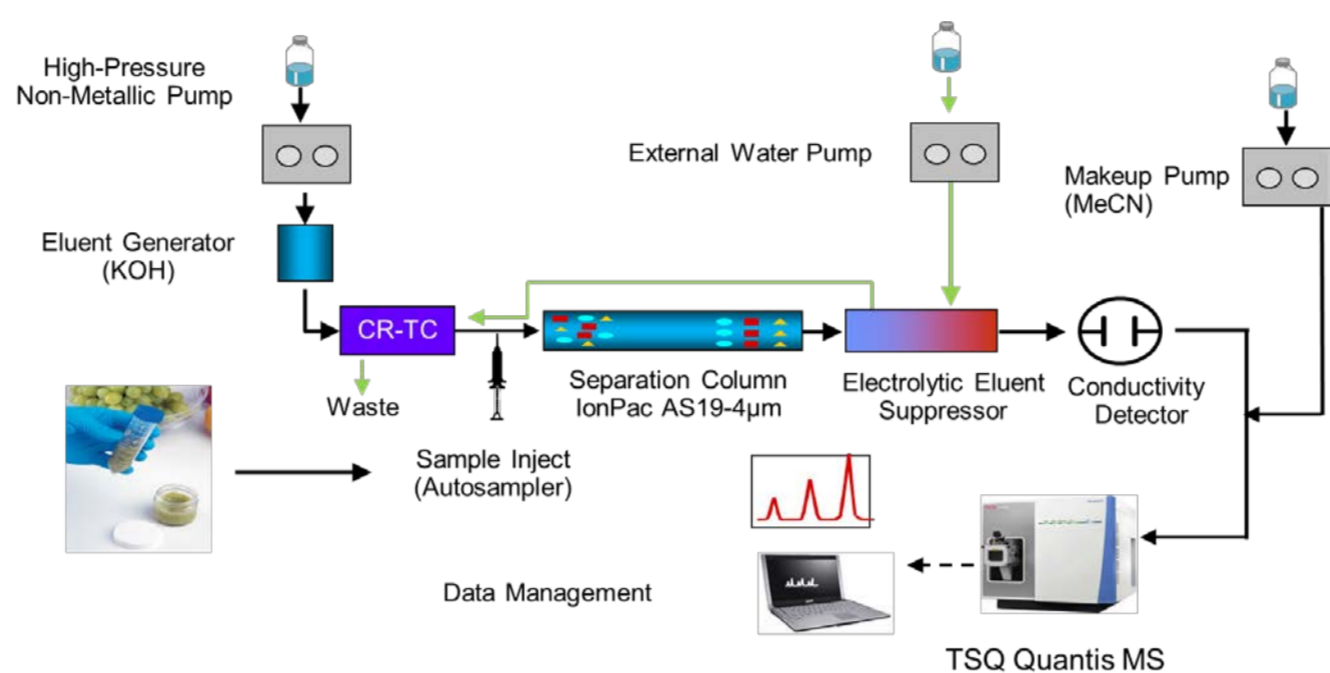 High-Pressure
Non-Metallic Pump
External Water Pump
Makeup Pump
(MeCN)
Eluent Generator
(KOH)
CR-TC
Waste
Separation Column
IonPac AS19-4µm
Electrolytic Eluent
Suppressor
Conductivity
Detector
Sample Inject
(Autosampler)
Data Management
TSQ Quantis MS